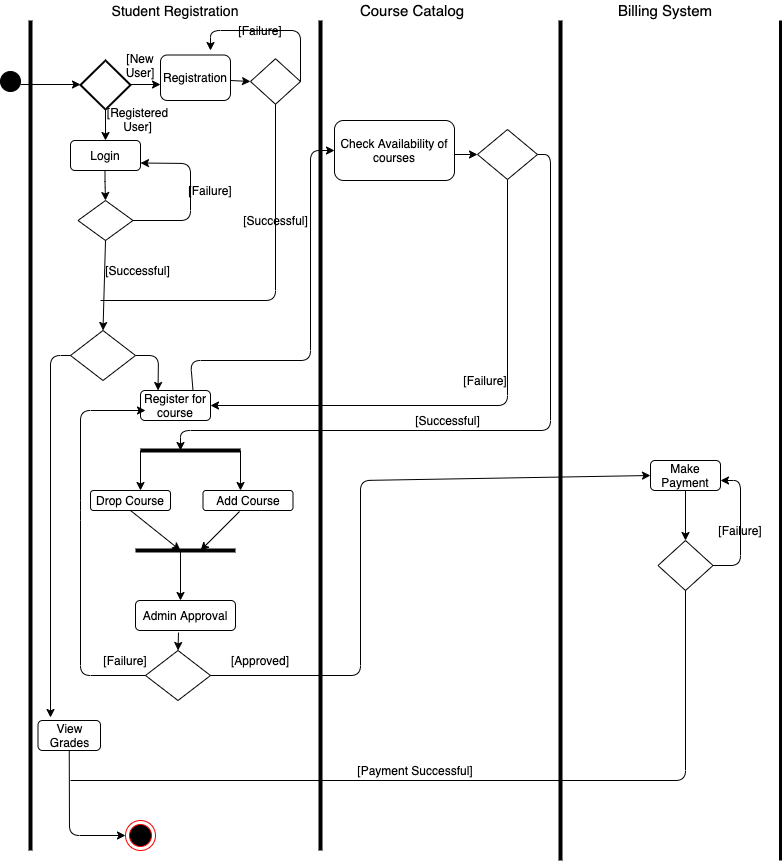 Student Registration
Course Catalog
Billing System
[Failure]
[New
User]
Registration
[Registered
User]
Check Availability of
courses
Login
[Failure]
[Successful]
[Successful]
[Failure]
Register for
course
[Successful]
Make
Payment
Drop Course
Add Course
[Failure]
Admin Approval
[Failure]
[Approved]
View
Grades
[Payment Successful]